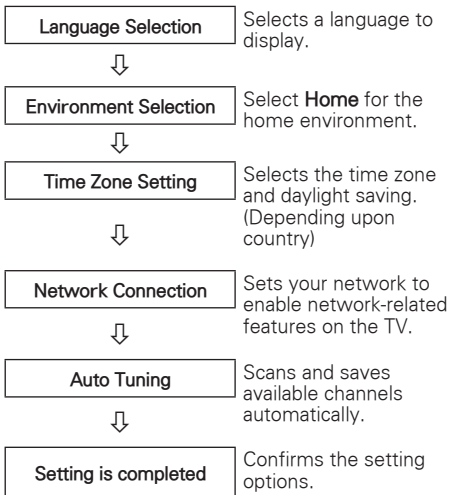 Language Selection
Selects a language to
display.
Environment Selection
Select Home for the
home environment.
Time Zone Setting
Selects the time zone
and daylight saving.
(Depending upon
country)
Network Connection
Sets your network to
enable network-related
features on the TV.
Auto Tuning
Scans and saves
available channels
automatically.
Setting is completed
Confirms the setting
options.